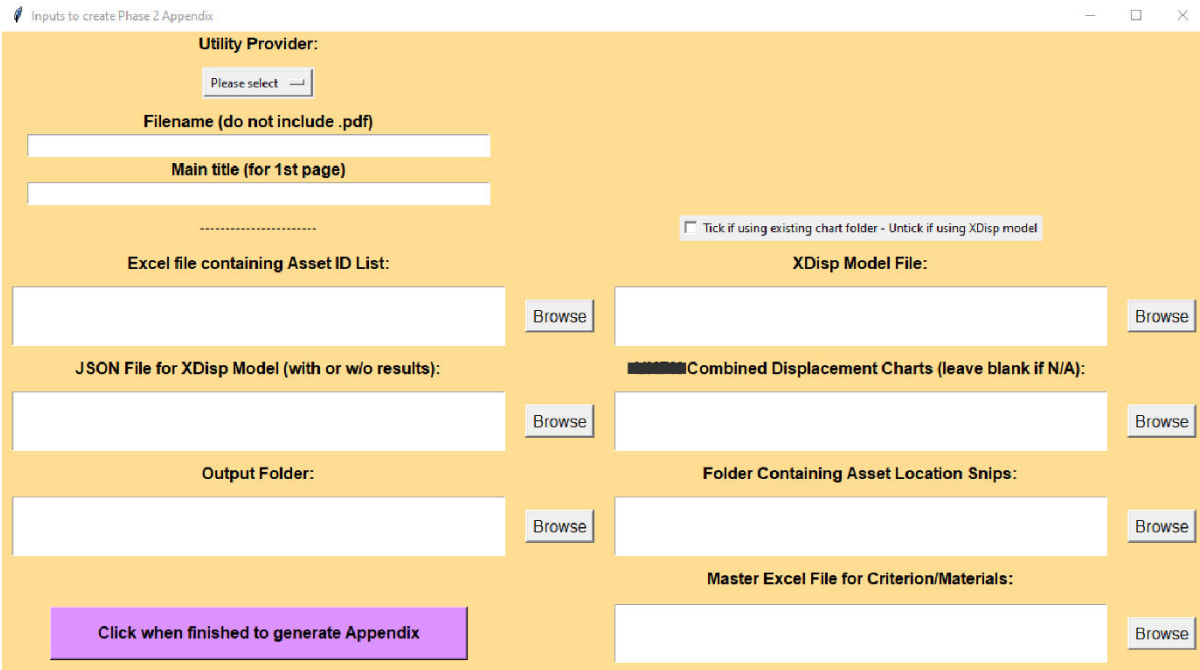 Inputs to create Phase 2 Appendix
Utility Provider:
Please select
Filename (do not include .pdf)
Main title (for 1st page)
-----------------------
Tick if using existing chart folder - Untick if using XDisp model
Excel file containing Asset ID List:
XDisp Model File:
Browse
Browse
JSON File for XDisp Model (with or w/o results):
Combined Displacement Charts (leave blank if N/A):
Browse
Browse
Output Folder:
Folder Containing Asset Location Snips:
Browse
Browse
Master Excel File for Criterion/Materials:
Click when finished to generate Appendix
Browse